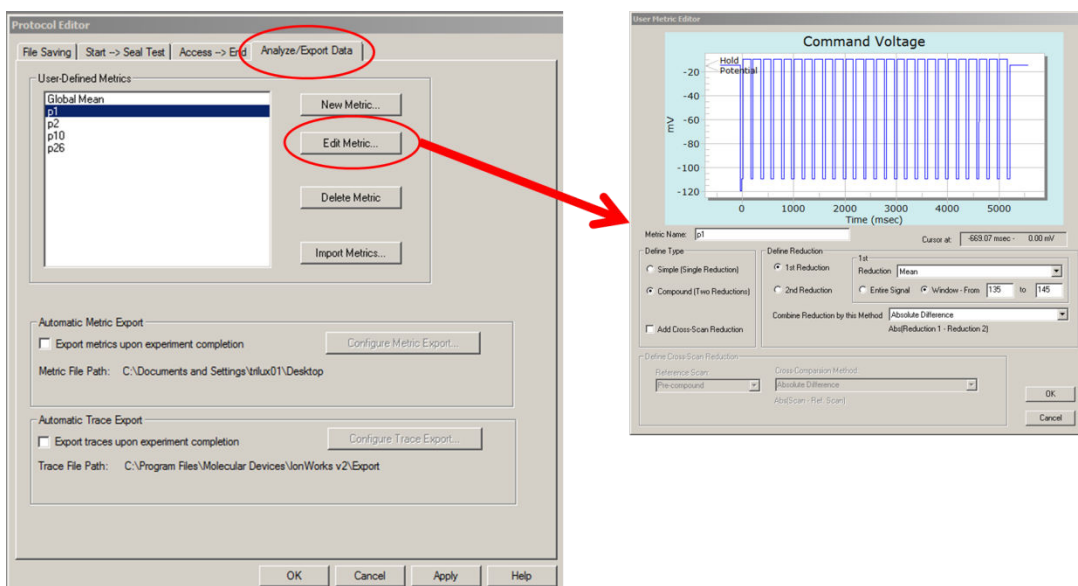 Protocol Editor
File Saving
Start --> Seal Test
Access --> End
Analyze/Export Data
User-Defined Metrics
Global Mean
p1
p2
p10
p26
New Metric...
Edit Metric...
Delete Metric
Import Metrics...
Automatic Metric Export
Export metrics upon experiment completion
Configure Metric Export...
Metric File Path: C:\Documents and Settings\trilux01\Desktop
Automatic Trace Export
Export traces upon experiment completion
Configure Trace Export...
Trace File Path: C:\Program Files\Molecular Devices\IonWorks v2\Export
OK
Cancel
Apply
Help
User Metric Editor
Command Voltage
Hold
Potential
-20
-40
-60
-80
-100
-120
mV
0 1000 2000 3000 4000 5000
Time (msec)
Metric Name: p1
Cursor at: -669.07 msec - 0.00 mV
Define Type
Simple (Single Reduction)
Compound (Two Reductions)
Add Cross-Scan Reduction
Define Reduction
1st Reduction
2nd Reduction
1st
Reduction Mean
Entire Signal Window - From 135 to 145
Combine Reduction by this Method Absolute Difference
Abs(Reduction 1 - Reduction 2)
Define Cross-Scan Reduction
Reference Scan:
Pre-compound
Cross-Comparison Method
Absolute Difference
Abs(Scan - Ref. Scan)
OK
Cancel